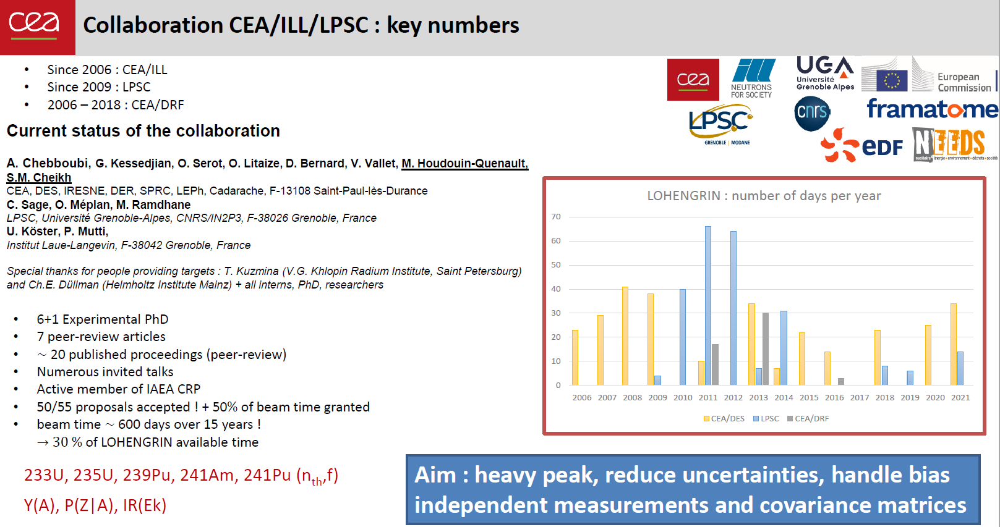 cea
Collaboration CEA/ILL/LPSC : key numbers
• Since 2006 : CEA/ILL
• Since 2009 : LPSC
• 2006 – 2018 : CEA/DRF
Current status of the collaboration
A. Chebboubi, G. Kessedjian, O. Serot, O. Litaize, D. Bernard, V. Vallet, M. Houdouin-Quenault,
S.M. Cheikh
CEA, DES, IRESNE, DER, SPRC, LEPh, Cadarache, F-13108 Saint-Paul-lès-Durance
C. Sage, O. Méplan, M. Ramdhane
LPSC, Université Grenoble-Alpes, CNRS/IN2P3, F-38026 Grenoble, France
U. Köster, P. Mutti,
Institut Laue-Langevin, F-38042 Grenoble, France
Special thanks for people providing targets : T. Kuzmina (V.G. Khlopin Radium Institute, Saint Petersburg)
and Ch.E. Düllman (Helmholtz Institute Mainz) + all interns, PhD, researchers
• 6+1 Experimental PhD
• 7 peer-review articles
• ~ 20 published proceedings (peer-review)
• Numerous invited talks
• Active member of IAEA CRP
• 50/55 proposals accepted ! + 50% of beam time granted
• beam time ~ 600 days over 15 years !
→ 30 % of LOHENGRIN available time
233U, 235U, 239Pu, 241Am, 241Pu (nth,f)
Y(A), P(Z|A), IR(Ek)
cea
NEUTRONS
FOR SOCIETY
UGA
Université
Grenoble Alpes
European
Commission
LPSC
GRENOBLE | MODANE
cnrs
framatome
eDF
NEEDS
nucléaire • énergie • environnement • déchets • société
LOHENGRIN : number of days per year
70
60
50
40
30
20
10
0
2006 2007 2008 2009 2010 2011 2012 2013 2014 2015 2016 2017 2018 2019 2020 2021
CEA/DES LPSC CEA/DRF
Aim : heavy peak, reduce uncertainties, handle bias
independent measurements and covariance matrices